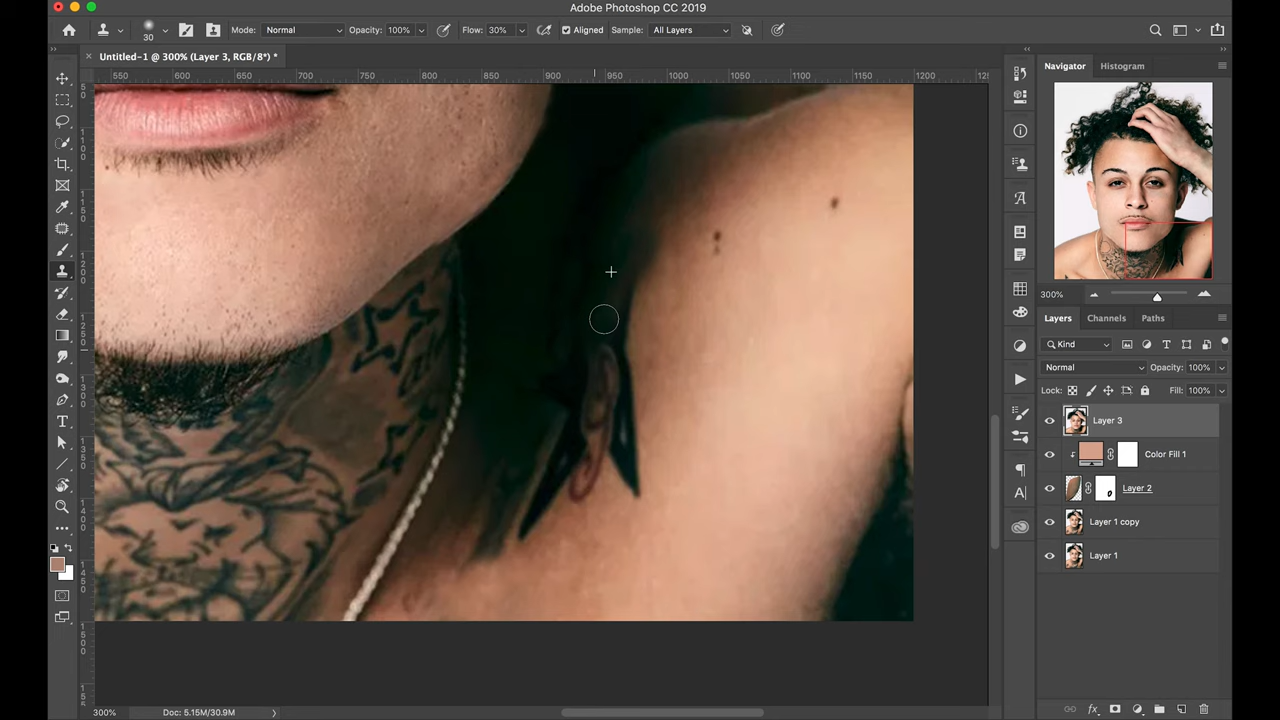 Adobe Photoshop CC 2019
30
Mode: Normal
Opacity: 100%
Flow: 30%
Aligned
Sample: All Layers
Untitled-1 @ 300% (Layer 3, RGB/8*) *
550 600 650 700 750 800 850 900 950 1000 1050 1100 1150 1200
Navigator
Histogram
300%
Layers
Channels
Paths
Kind
Normal
Opacity: 100%
Lock:
Fill: 100%
Layer 3
Color Fill 1
Layer 2
Layer 1 copy
Layer 1
300%
Doc: 5.15M/30.9M